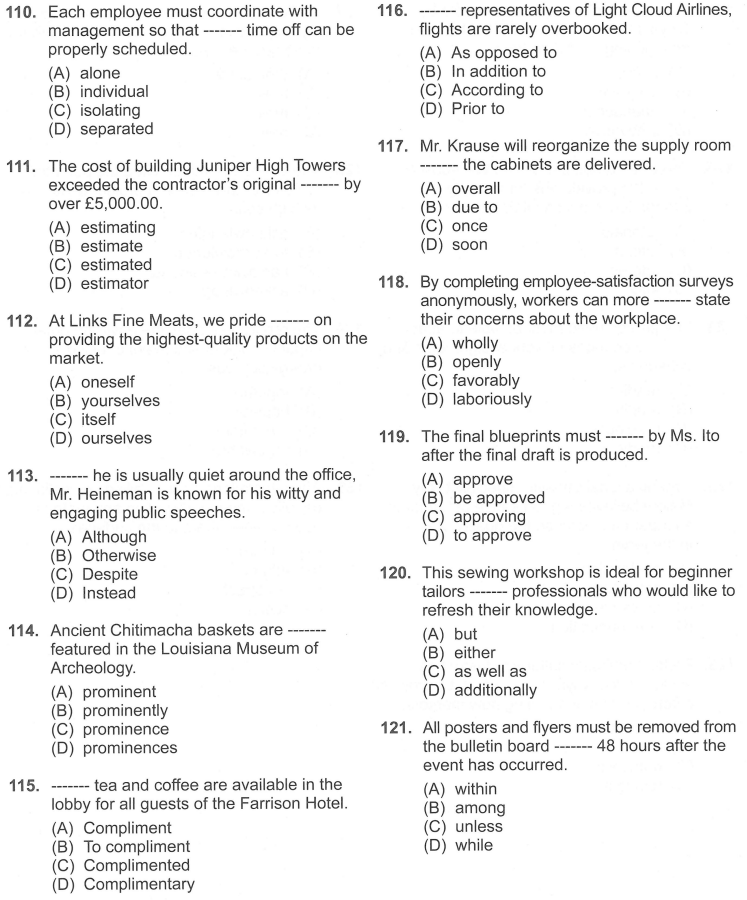 110. Each employee must coordinate with
management so that ------- time off can be
properly scheduled.
(A) alone
(B) individual
(C) isolating
(D) separated
111. The cost of building Juniper High Towers
exceeded the contractor's original ------- by
over £5,000.00.
(A) estimating
(B) estimate
(C) estimated
(D) estimator
112. At Links Fine Meats, we pride ------- on
providing the highest-quality products on the
market.
(A) oneself
(B) yourselves
(C) itself
(D) ourselves
113. ------- he is usually quiet around the office,
Mr. Heineman is known for his witty and
engaging public speeches.
(A) Although
(B) Otherwise
(C) Despite
(D) Instead
114. Ancient Chitimacha baskets are -------
featured in the Louisiana Museum of
Archeology.
(A) prominent
(B) prominently
(C) prominence
(D) prominences
115. ------- tea and coffee are available in the
lobby for all guests of the Farrison Hotel.
(A) Compliment
(B) To compliment
(C) Complimented
(D) Complimentary
116. ------- representatives of Light Cloud Airlines,
flights are rarely overbooked.
(A) As opposed to
(B) In addition to
(C) According to
(D) Prior to
117. Mr. Krause will reorganize the supply room
------- the cabinets are delivered.
(A) overall
(B) due to
(C) once
(D) soon
118. By completing employee-satisfaction surveys
anonymously, workers can more ------- state
their concerns about the workplace.
(A) wholly
(B) openly
(C) favorably
(D) laboriously
119. The final blueprints must ------- by Ms. Ito
after the final draft is produced.
(A) approve
(B) be approved
(C) approving
(D) to approve
120. This sewing workshop is ideal for beginner
tailors ------- professionals who would like to
refresh their knowledge.
(A) but
(B) either
(C) as well as
(D) additionally
121. All posters and flyers must be removed from
the bulletin board ------- 48 hours after the
event has occurred.
(A) within
(B) among
(C) unless
(D) while